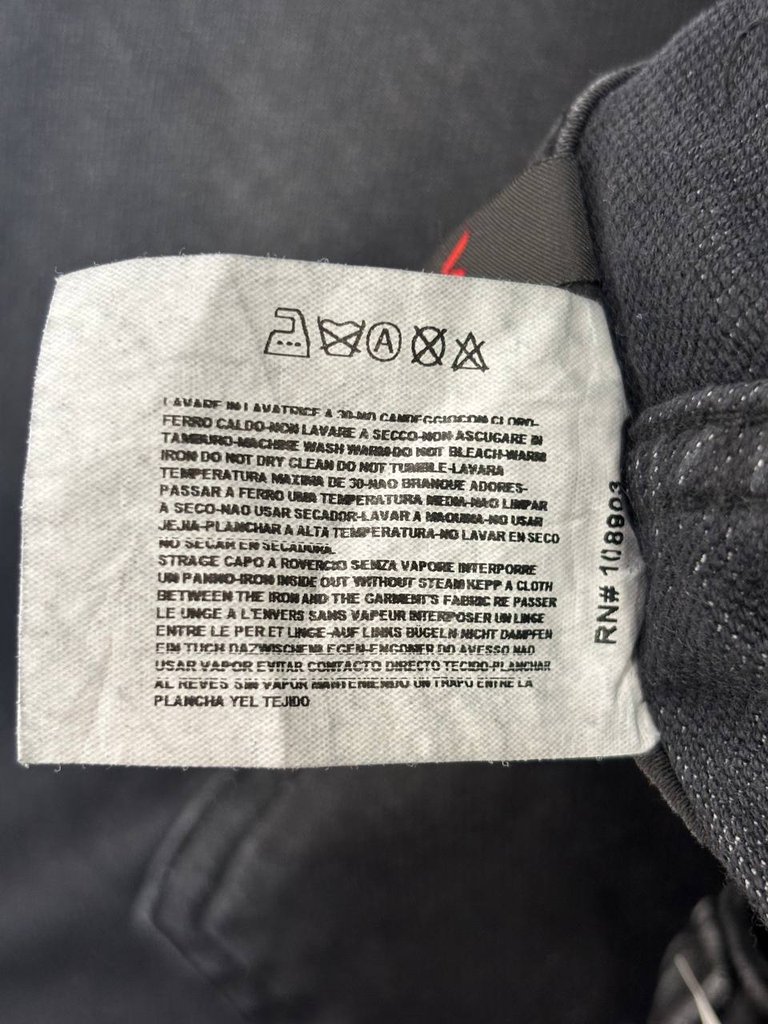 A
LAVARE IN LAVATRICE A 30-NO CANDEGGIOCON CLORO-
FERRO CALDO-NON LAVARE A SECCO-NON ASCUGARE IN
TAMBURO-MACHINE WASH WARM-DO NOT BLEACH-WARM
IRON DO NOT DRY CLEAN DO NOT TUMBLE-LAVARA
TEMPERATURA MAXIMA DE 30-NAO BRANQUE ADORES-
PASSAR A FERRO UMA TEMPERATURA MEDIA-NAO LIMPAR
A SECO-NAO USAR SECADOR-LAVAR A MAQUINA-NO USAR
JEJNA-PLANCHAR A ALTA TEMPERATURA-NO LAVAR EN SECO
NO SECAR EN SECADORA.
STRAGE CAPO A ROVERCIO SENZA VAPORE INTERPORRE
UN PANNO-IRON INSIDE OUT WITHOUT STEAM KEPP A CLOTH
BETWEEN THE IRON AND THE GARMENT'S FABRIC RE PASSER
LE UNGE A L'ENVERS SANS VAPEUR INTERPOSER UN LINGE
ENTRE LE PER ET LINGE-AUF LINKS BÜGELN NICHT DAMPFEN
EIN TUCH DAZWISCHENLEGEN-ENGOMER DO AVESSO NAO
USAR VAPOR EVITAR CONTACTO DIRECTO TECIDO-PLANCHAR
AL REVES SIN VAPOR MANTENIENDO UN TRAPO ENTRE LA
PLANCHA YEL TEJIDO
RN# 108903